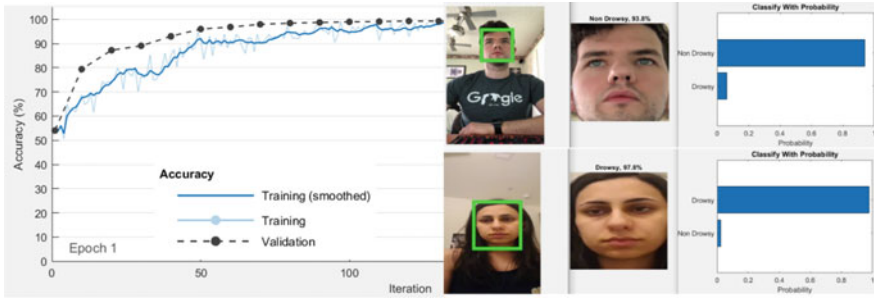 100
90
80
70
60
50
40
30
20
10
0
Accuracy (%)
Accuracy
Training (smoothed)
Training
Validation
Epoch 1
0
50
100
Iteration
Google
Non Drowsy, 93.8%
Classify With Probability
Non Drowsy
Drowsy
0
0.2
0.4
0.6
0.8
1
Probability
Drowsy, 97.8%
Classify With Probability
Drowsy
Non Drowsy
0
0.2
0.4
0.6
0.8
1
Probability